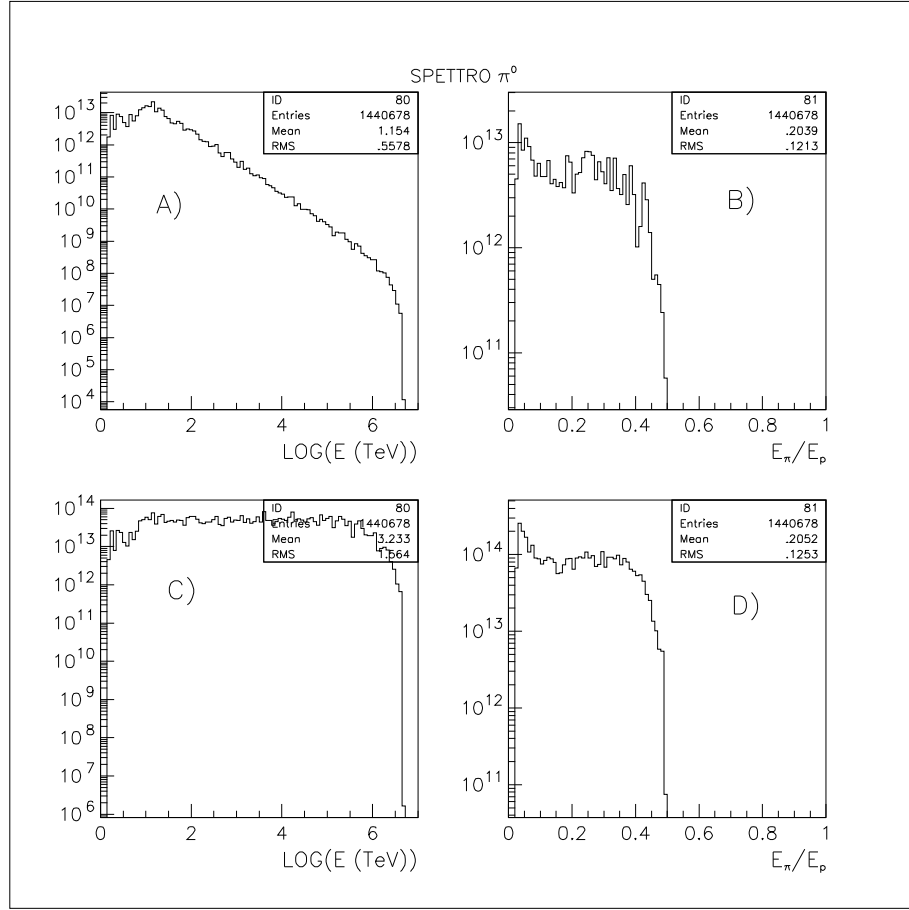 SPETTRO π⁰
ID 80
Entries 1440678
Mean 1.154
RMS .5578
A)
10¹³
10¹²
10¹¹
10¹⁰
10⁹
10⁸
10⁷
10⁶
10⁵
10⁴
0 2 4 6
LOG(E (TeV))
ID 81
Entries 1440678
Mean .2039
RMS .1213
B)
10¹³
10¹²
10¹¹
0 0.2 0.4 0.6 0.8 1
E_π/E_p
ID 80
Entries 1440678
Mean 3.233
RMS 1.564
C)
10¹⁴
10¹³
10¹²
10¹¹
10¹⁰
10⁹
10⁸
10⁷
10⁶
0 2 4 6
LOG(E (TeV))
ID 81
Entries 1440678
Mean .2052
RMS .1253
D)
10¹⁴
10¹³
10¹²
10¹¹
0 0.2 0.4 0.6 0.8 1
E_π/E_p